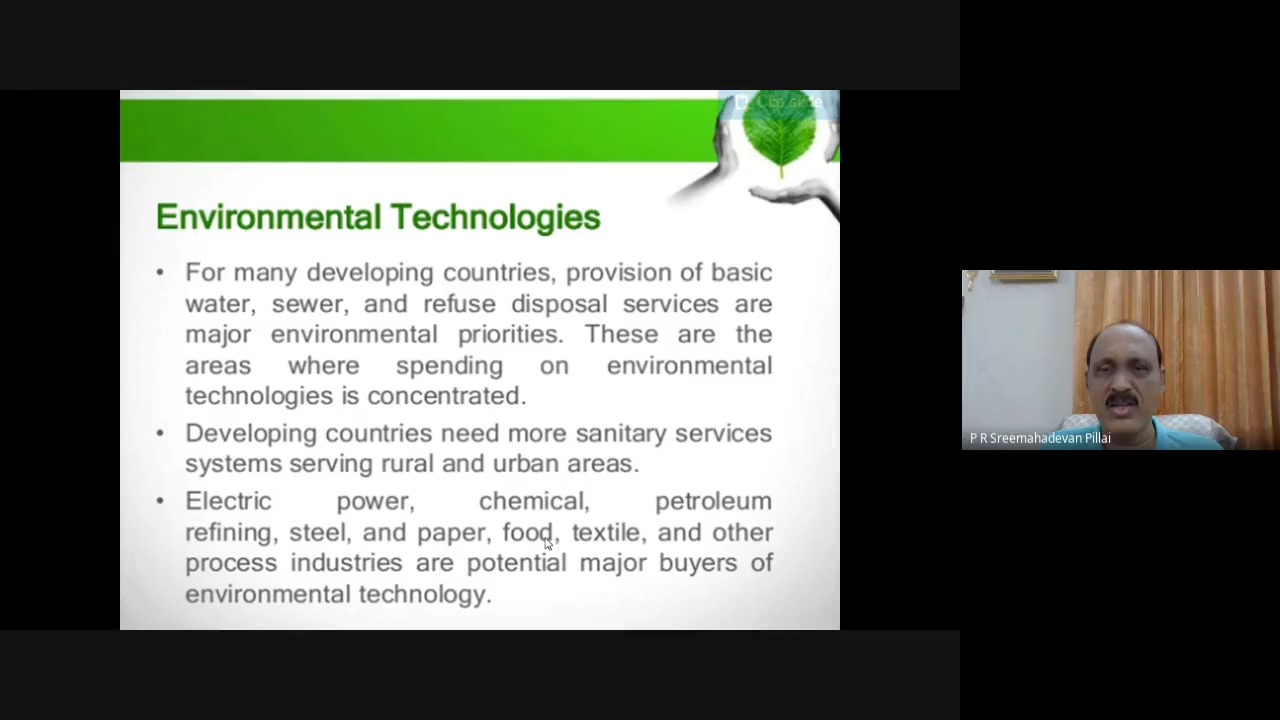 Clip slide
Environmental Technologies
• For many developing countries, provision of basic
water, sewer, and refuse disposal services are
major environmental priorities. These are the
areas where spending on environmental
technologies is concentrated.
• Developing countries need more sanitary services
systems serving rural and urban areas.
• Electric power, chemical, petroleum
refining, steel, and paper, food, textile, and other
process industries are potential major buyers of
environmental technology.
P R Sreemahadevan Pillai